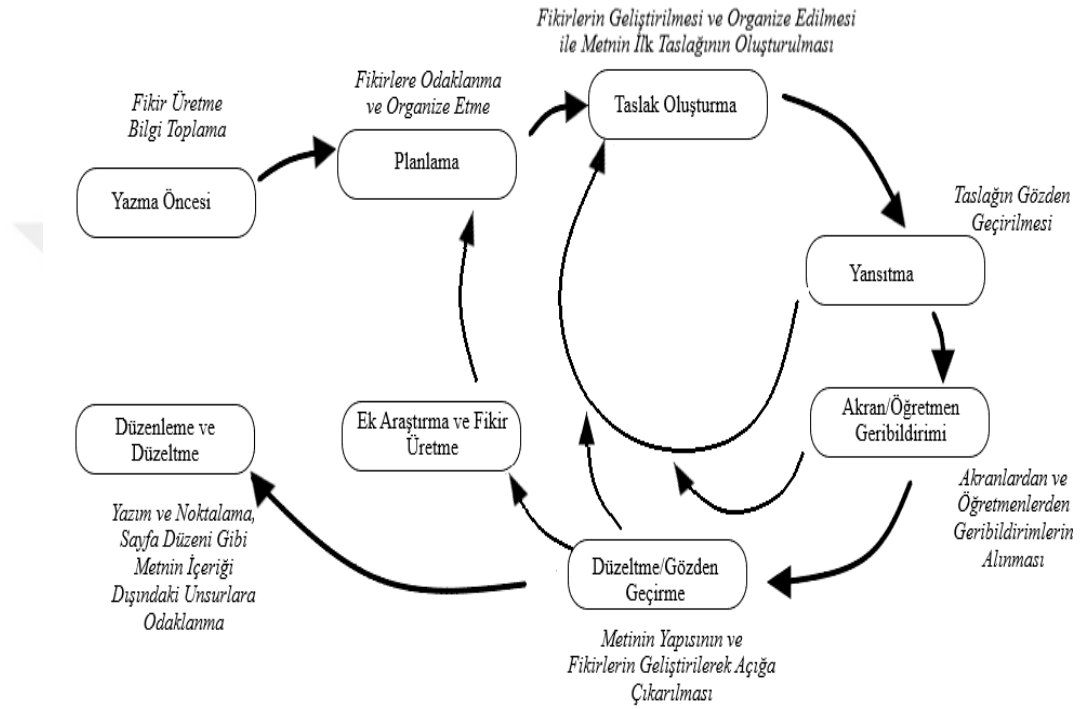 Fikirlerin Geliştirilmesi ve Organize Edilmesi
ile Metnin İlk Taslağının Oluşturulması
Fikirlere Odaklanma
ve Organize Etme
Fikir Üretme
Bilgi Toplama
Taslak Oluşturma
Planlama
Yazma Öncesi
Taslağın Gözden
Geçirilmesi
Yansıtma
Akran/Öğretmen
Geribildirimi
Ek Araştırma ve Fikir
Üretme
Düzenleme ve
Düzeltme
Akranlardan ve
Öğretmenlerden
Geribildirimlerin
Alınması
Yazım ve Noktalama,
Sayfa Düzeni Gibi
Metnin İçeriği
Dışındaki Unsurlara
Odaklanma
Düzeltme/Gözden
Geçirme
Metinin Yapısının ve
Fikirlerin Geliştirilerek Açığa
Çıkarılması